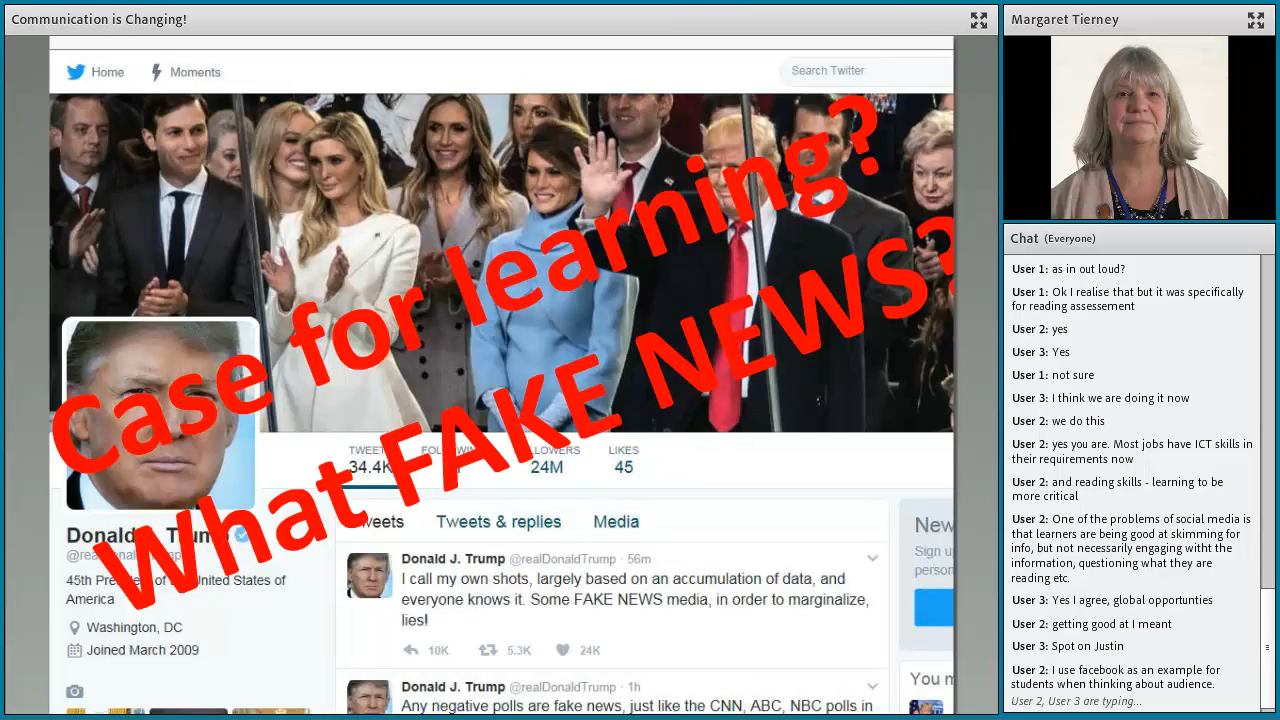 Communication is Changing!
Home
Moments
Search Twitter
Case for learning?
What FAKE NEWS?
34.4K
24M
LIKES
45
Tweets & replies
Media
Donald J. Trump
45th President of the United States of
America
Washington, DC
Joined March 2009
Donald J. Trump @realDonaldTrump · 56m
I call my own shots, largely based on an accumulation of data, and
everyone knows it. Some FAKE NEWS media, in order to marginalize,
lies!
10K
5.3K
24K
Donald J. Trump @realDonaldTrump · 1h
Any negative polls are fake news, just like the CNN, ABC, NBC polls in
New
Sign u
person
You m
Margaret Tierney
Chat (Everyone)
User 1: as in out loud?
User 1: Ok I realise that but it was specifically
for reading assessement
User 2: yes
User 3: Yes
User 1: not sure
User 3: I think we are doing it now
User 2: we do this
User 2: yes you are. Most jobs have ICT skills in
their requirements now
User 2: and reading skills - learning to be
more critical
User 2: One of the problems of social media is
that learners are being good at skimming for
info, but not necessarily engaging witht the
information, questioning what they are
reading etc.
User 3: Yes I agree, global opportunties
User 2: getting good at I meant
User 3: Spot on Justin
User 2: I use facebook as an example for
students when thinking about audience.
User 2, User 3 are typing...